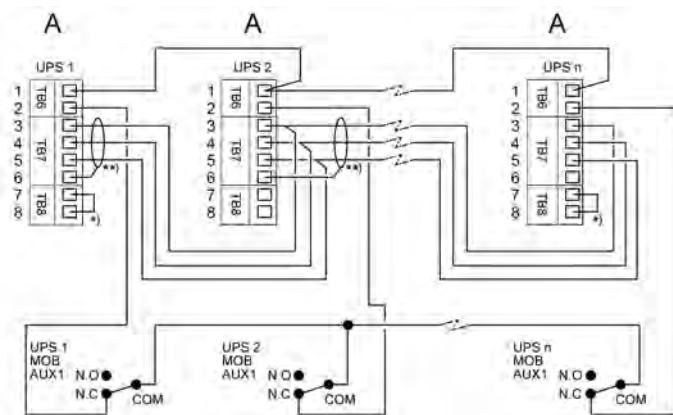 A A A
UPS 1 UPS 2 UPS n
1 TB6 1 TB6 1 TB6
2 2 2
3 TB7 3 TB7 3 TB7
4 4 4
5 **) 5 **) 5
6 6 6
7 TB8 7 TB8 7 TB8
8 *) 8 8 *)
UPS 1 UPS 2 UPS n
MOB MOB MOB
AUX1 N.O AUX1 N.O AUX1 N.O
N.C COM N.C COM N.C COM